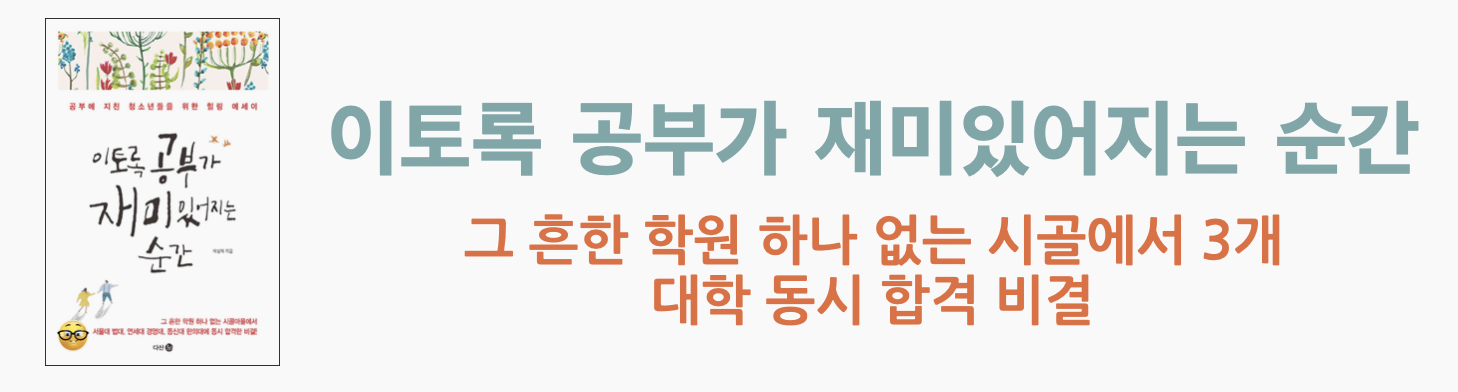 공부에 지친 청소년들을 위한 힐링 에세이
이토록 공부가
재미있어지는
순간
박성혁 지음
그 흔한 학원 하나 없는 시골마을에서
서울대 법대, 연세대 경영대, 동신대 한의대에 동시 합격한 비결!
다산
이토록 공부가 재미있어지는 순간
그 흔한 학원 하나 없는 시골에서 3개
대학 동시 합격 비결